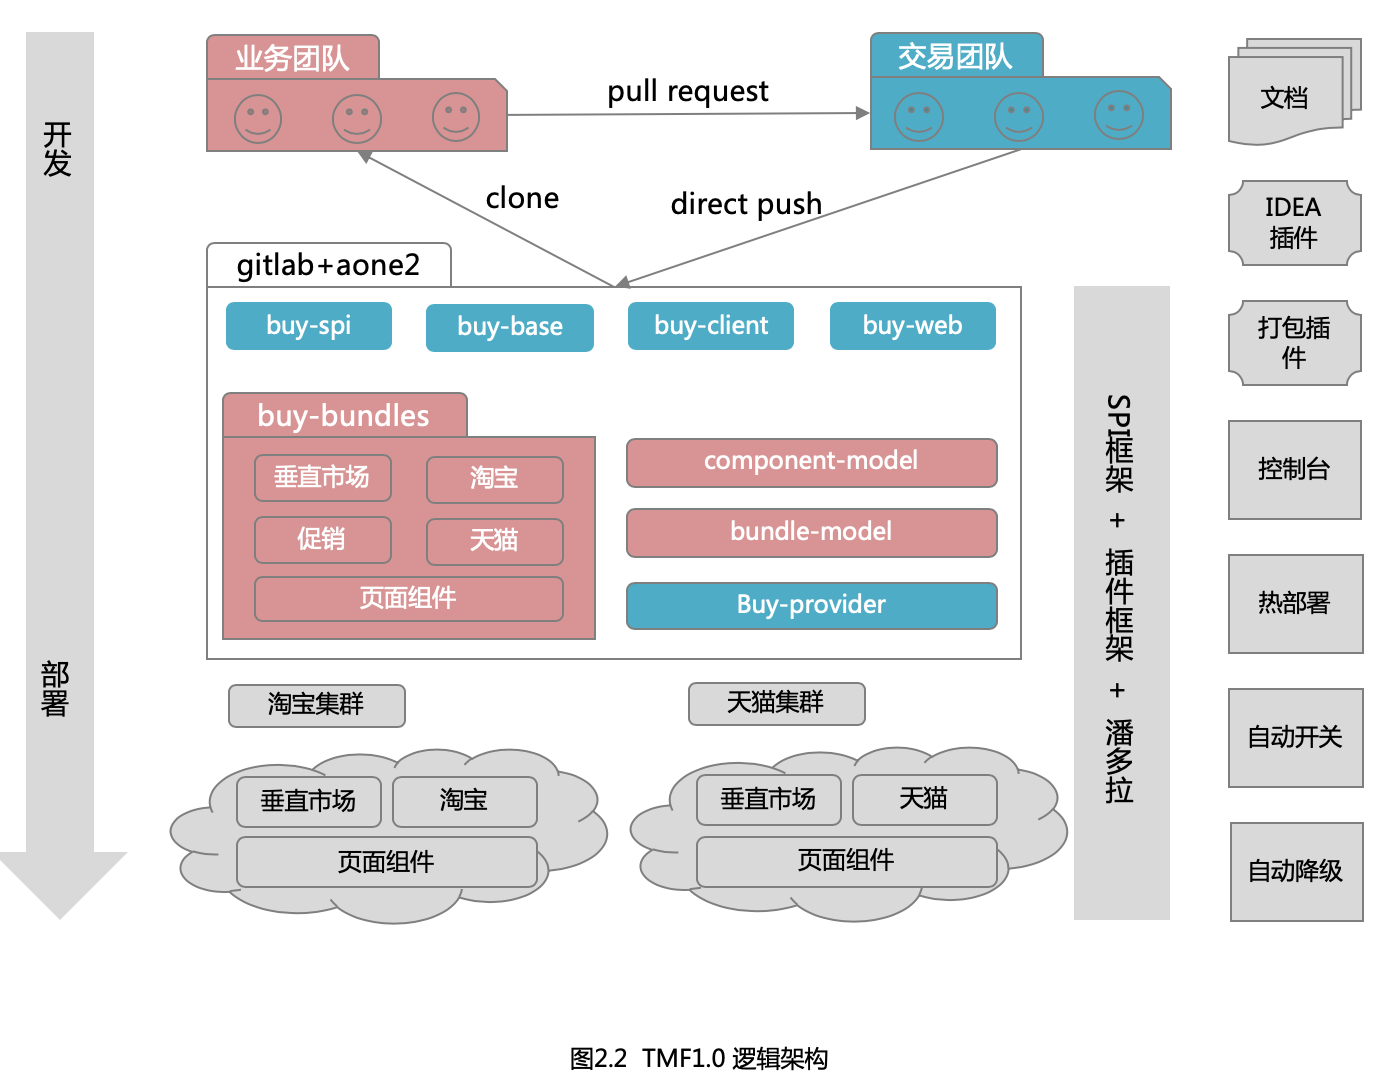 业务团队
交易团队
pull request
文档
开发
clone
direct push
IDEA
插件
gitlab+aone2
buy-spi
buy-base
buy-client
buy-web
打包插
件
buy-bundles
垂直市场
淘宝
促销
天猫
页面组件
component-model
bundle-model
Buy-provider
SPI框架 + 插件框架 + 潘多拉
控制台
热部署
部署
淘宝集群
天猫集群
自动开关
垂直市场
淘宝
页面组件
垂直市场
天猫
页面组件
自动降级
图2.2 TMF1.0 逻辑架构